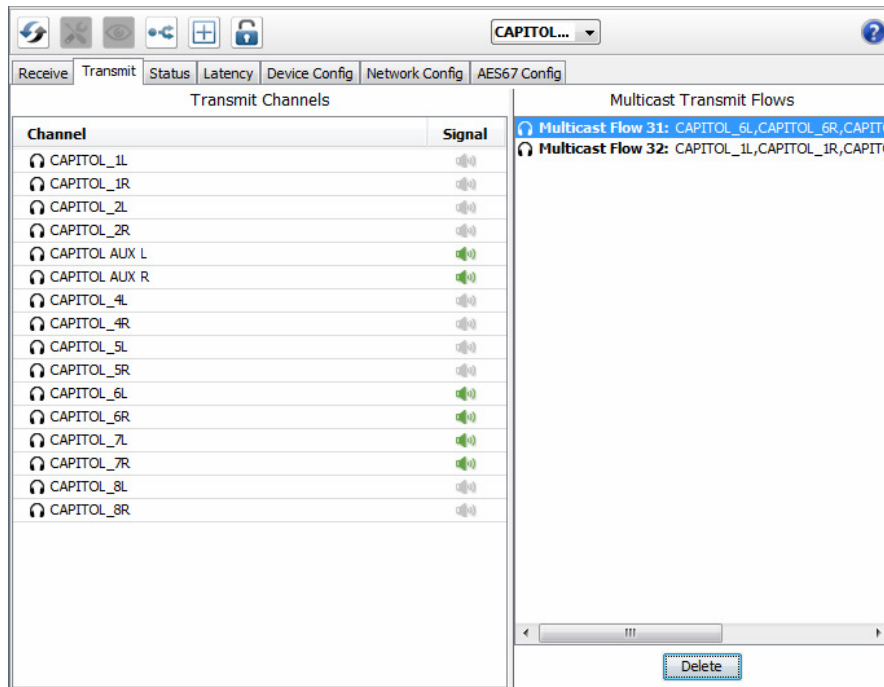 CAPITOL...
Receive Transmit Status Latency Device Config Network Config AES67 Config
Transmit Channels
Channel Signal
CAPITOL_1L
CAPITOL_1R
CAPITOL_2L
CAPITOL_2R
CAPITOL AUX L
CAPITOL AUX R
CAPITOL_4L
CAPITOL_4R
CAPITOL_5L
CAPITOL_5R
CAPITOL_6L
CAPITOL_6R
CAPITOL_7L
CAPITOL_7R
CAPITOL_8L
CAPITOL_8R
Multicast Transmit Flows
Multicast Flow 31: CAPITOL_6L,CAPITOL_6R,CAPIT
Multicast Flow 32: CAPITOL_1L,CAPITOL_1R,CAPIT
Delete